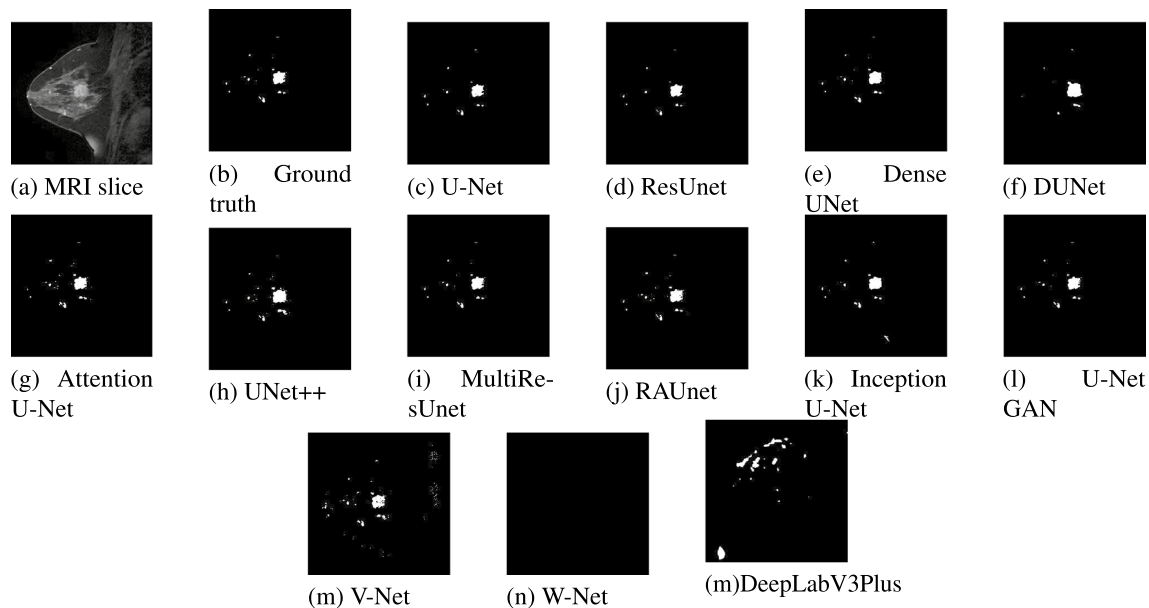 (a) MRI slice
(b) Ground
truth
(c) U-Net
(d) ResUnet
(e) Dense
UNet
(f) DUNet
(g) Attention
U-Net
(h) UNet++
(i) MultiRe-
sUnet
(j) RAUnet
(k) Inception
U-Net
(l) U-Net
GAN
(m) V-Net
(n) W-Net
(m)DeepLabV3Plus